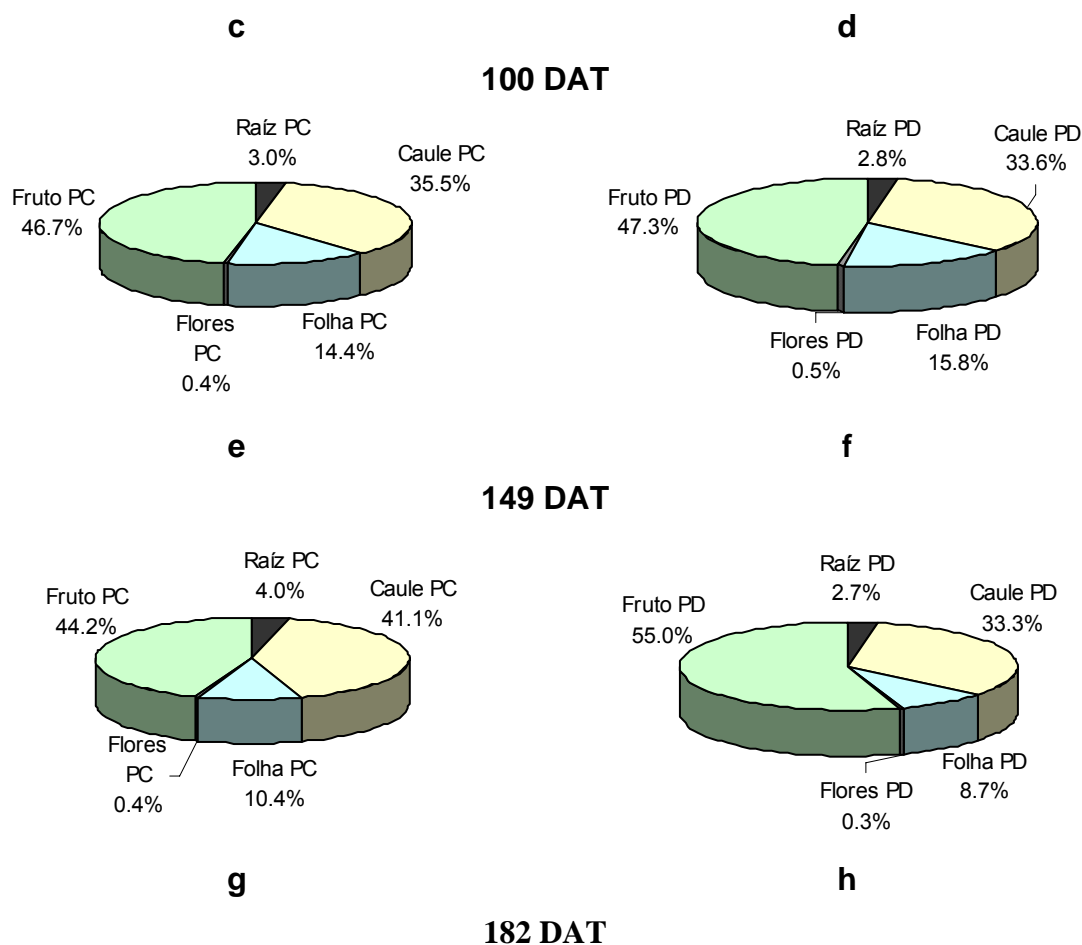 c
d
100 DAT
Raíz PC
3.0%
Caule PC
35.5%
Fruto PC
46.7%
Flores
PC
0.4%
Folha PC
14.4%
Raíz PD
2.8%
Caule PD
33.6%
Fruto PD
47.3%
Flores PD
0.5%
Folha PD
15.8%
e
f
149 DAT
Raíz PC
4.0%
Caule PC
41.1%
Fruto PC
44.2%
Flores
PC
0.4%
Folha PC
10.4%
Raíz PD
2.7%
Caule PD
33.3%
Fruto PD
55.0%
Flores PD
0.3%
Folha PD
8.7%
g
h
182 DAT